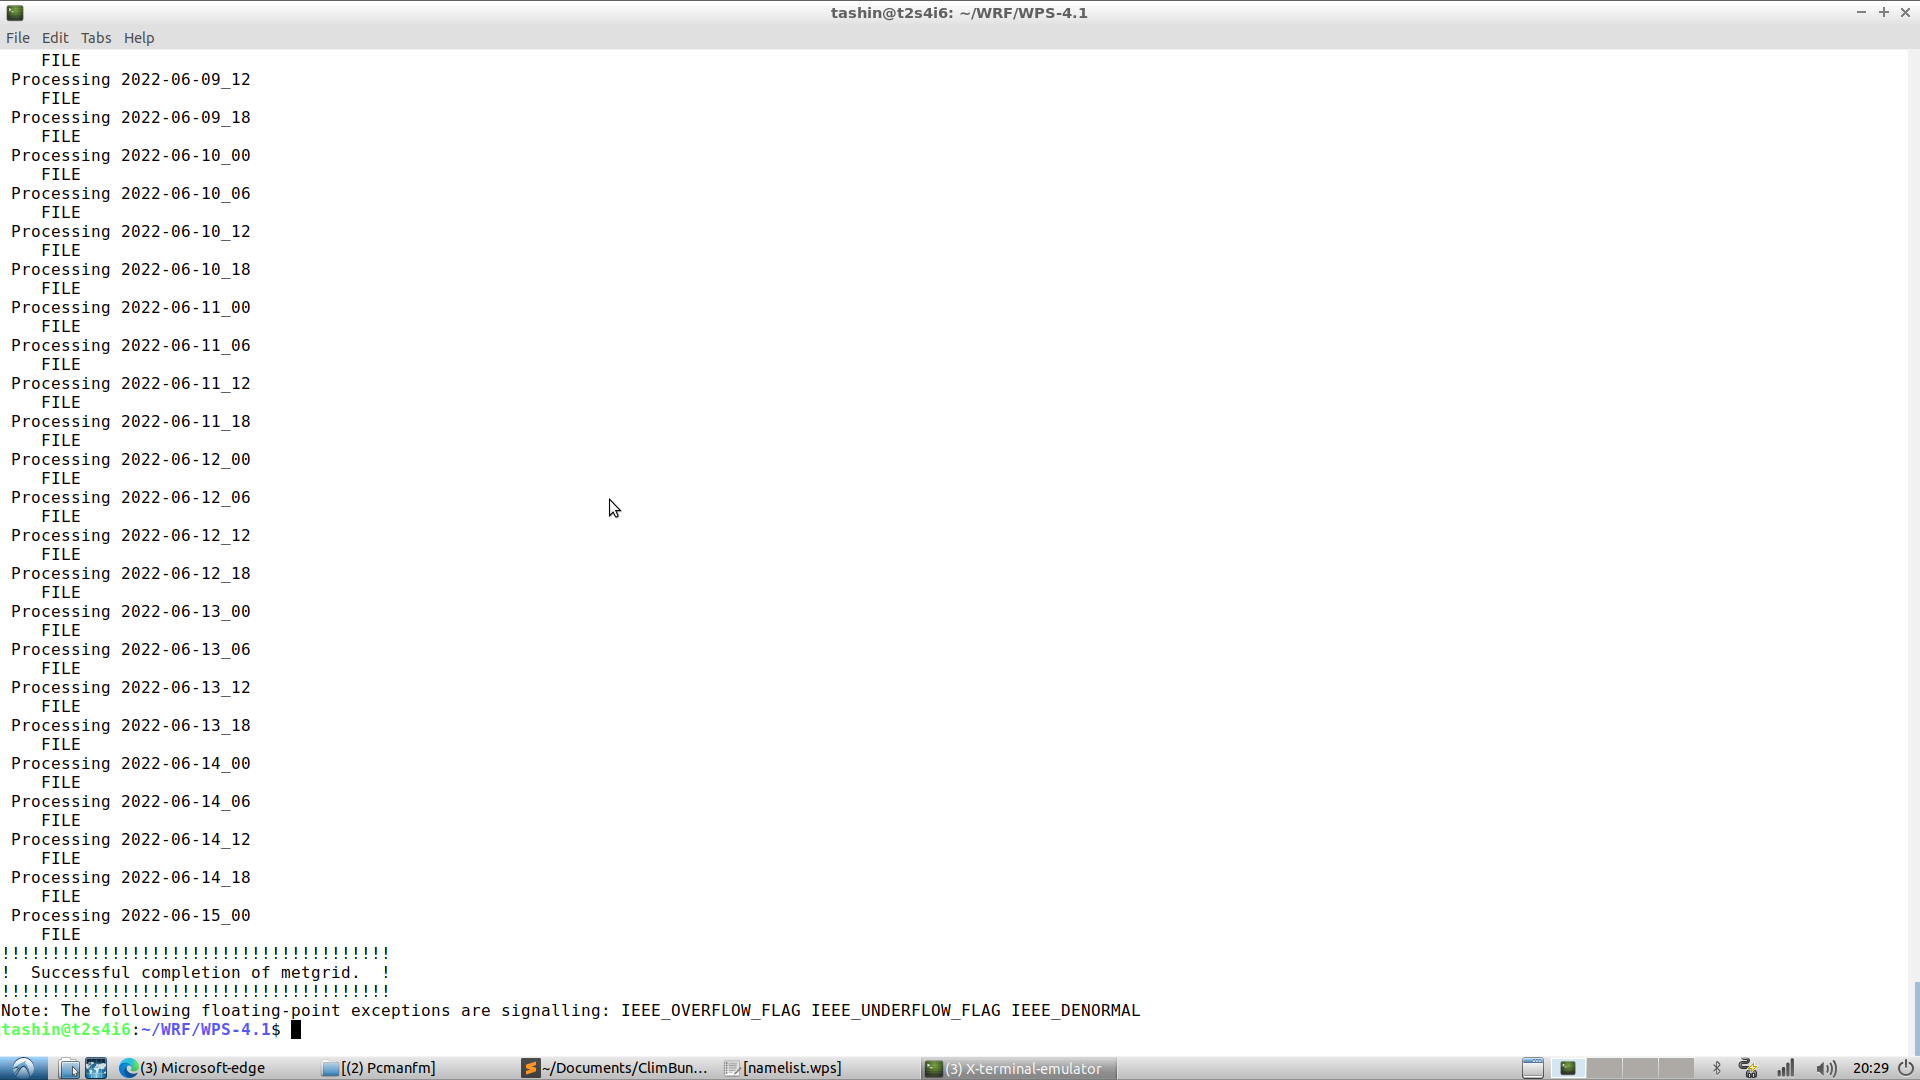 tashin@t2s4i6: ~/WRF/WPS-4.1
File Edit Tabs Help
FILE
Processing 2022-06-09_12
FILE
Processing 2022-06-09_18
FILE
Processing 2022-06-10_00
FILE
Processing 2022-06-10_06
FILE
Processing 2022-06-10_12
FILE
Processing 2022-06-10_18
FILE
Processing 2022-06-11_00
FILE
Processing 2022-06-11_06
FILE
Processing 2022-06-11_12
FILE
Processing 2022-06-11_18
FILE
Processing 2022-06-12_00
FILE
Processing 2022-06-12_06
FILE
Processing 2022-06-12_12
FILE
Processing 2022-06-12_18
FILE
Processing 2022-06-13_00
FILE
Processing 2022-06-13_06
FILE
Processing 2022-06-13_12
FILE
Processing 2022-06-13_18
FILE
Processing 2022-06-14_00
FILE
Processing 2022-06-14_06
FILE
Processing 2022-06-14_12
FILE
Processing 2022-06-14_18
FILE
Processing 2022-06-15_00
FILE
!!!!!!!!!!!!!!!!!!!!!!!!!!!!!!!!!!!!!!!
!  Successful completion of metgrid.  !
!!!!!!!!!!!!!!!!!!!!!!!!!!!!!!!!!!!!!!!
Note: The following floating-point exceptions are signalling: IEEE_OVERFLOW_FLAG IEEE_UNDERFLOW_FLAG IEEE_DENORMAL
tashin@t2s4i6:~/WRF/WPS-4.1$
(3) Microsoft-edge [(2) Pcmanfm] ~/Documents/ClimBun... [namelist.wps] (3) X-terminal-emulator 20:29